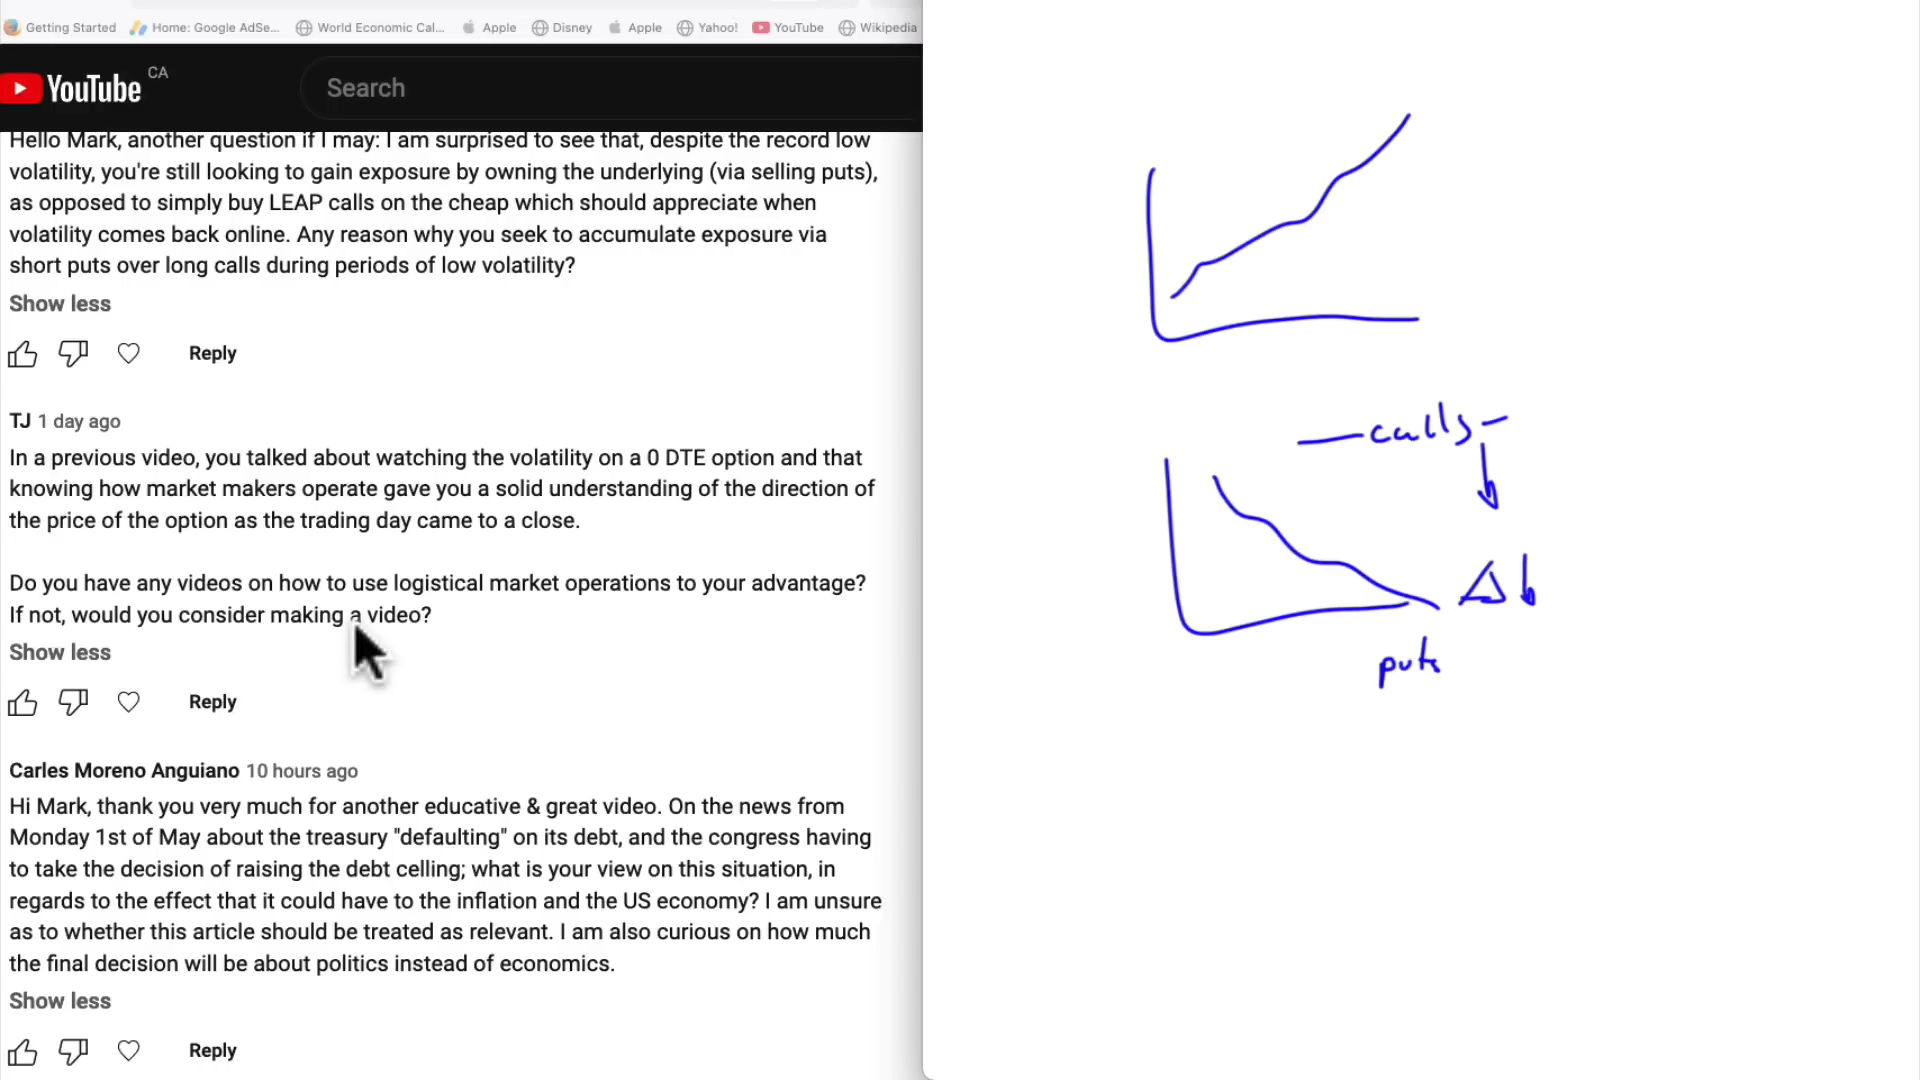 Getting Started
Home: Google AdSe...
World Economic Cal...
Apple
Disney
Apple
Yahoo!
YouTube
Wikipedia
YouTube CA
Search
Hello Mark, another question if I may: I am surprised to see that, despite the record low
volatility, you're still looking to gain exposure by owning the underlying (via selling puts),
as opposed to simply buy LEAP calls on the cheap which should appreciate when
volatility comes back online. Any reason why you seek to accumulate exposure via
short puts over long calls during periods of low volatility?
Show less
Reply
TJ 1 day ago
In a previous video, you talked about watching the volatility on a 0 DTE option and that
knowing how market makers operate gave you a solid understanding of the direction of
the price of the option as the trading day came to a close.
Do you have any videos on how to use logistical market operations to your advantage?
If not, would you consider making a video?
Show less
Reply
Carles Moreno Anguiano 10 hours ago
Hi Mark, thank you very much for another educative & great video. On the news from
Monday 1st of May about the treasury "defaulting" on its debt, and the congress having
to take the decision of raising the debt celling; what is your view on this situation, in
regards to the effect that it could have to the inflation and the US economy? I am unsure
as to whether this article should be treated as relevant. I am also curious on how much
the final decision will be about politics instead of economics.
Show less
Reply
calls
Δ
puts